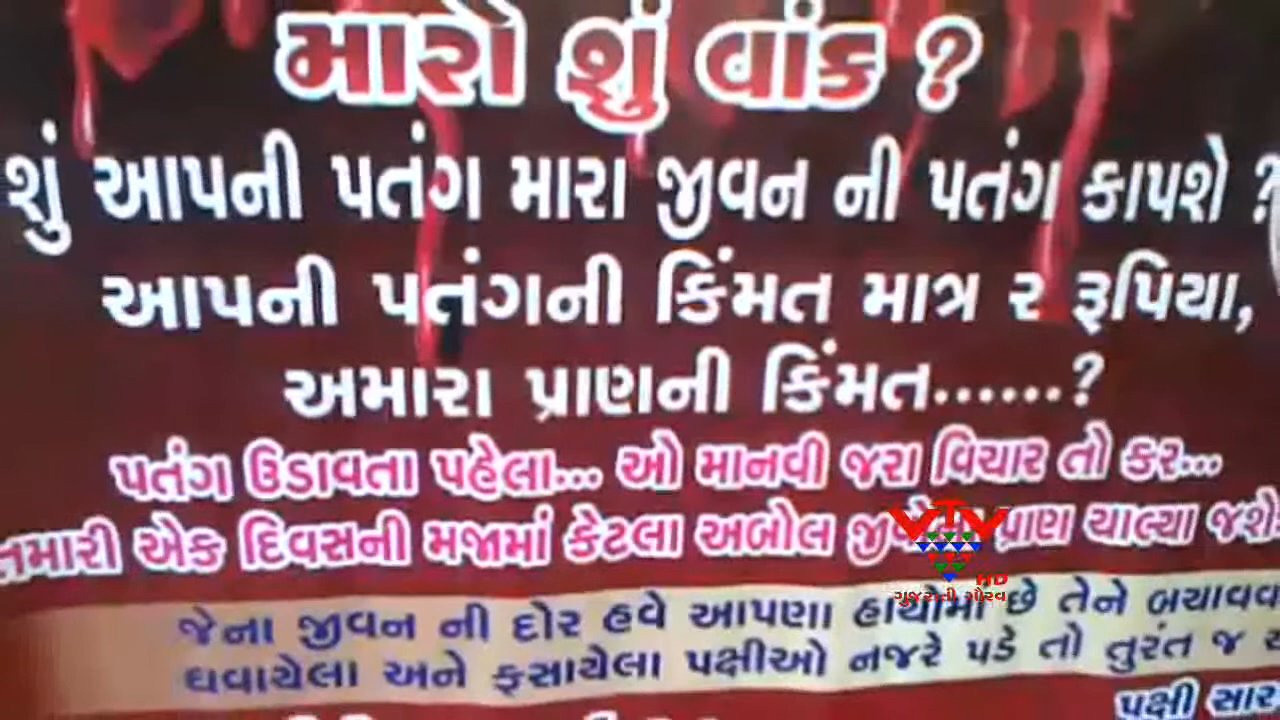 મારો શું વાંક ?
શું આપની પતંગ મારા જીવન ની પતંગ કાપશે ?
આપની પતંગની કિંમત માત્ર ૨ રૂપિયા,
અમારા પ્રાણની કિંમત......?
પતંગ ઉડાવતા પહેલા... ઓ માનવી જરા વિચાર તો કર...
તમારી એક દિવસની મજામાં કેટલા અબોલ પ્રાણ ચાલ્યા જશે
VTV
HD
ગુજરાતી ગૌરવ
જેના જીવન ની દોર હવે આપણા હાથોમાં છે તેને
ઘવાયેલા અને ફસાયેલા પક્ષીઓ નજરે પડે તો તુરંત જ
પક્ષી